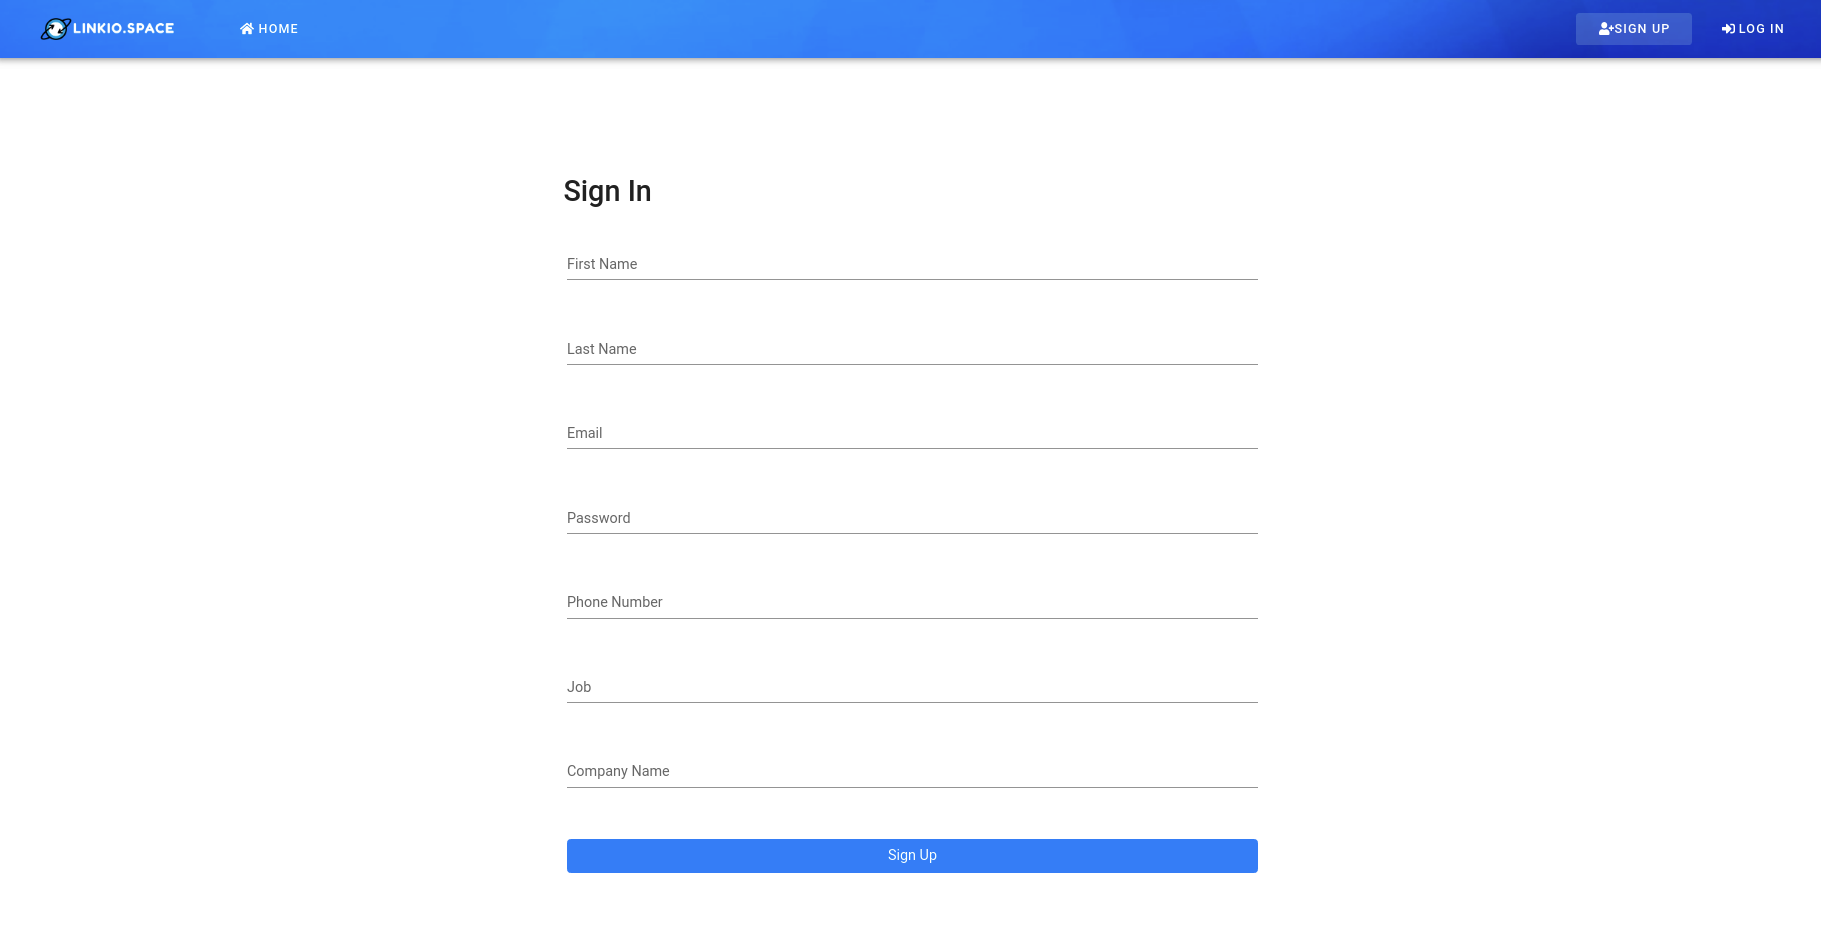 LINKIO.SPACE HOME SIGN UP LOG IN
Sign In
First Name
Last Name
Email
Password
Phone Number
Job
Company Name
Sign Up